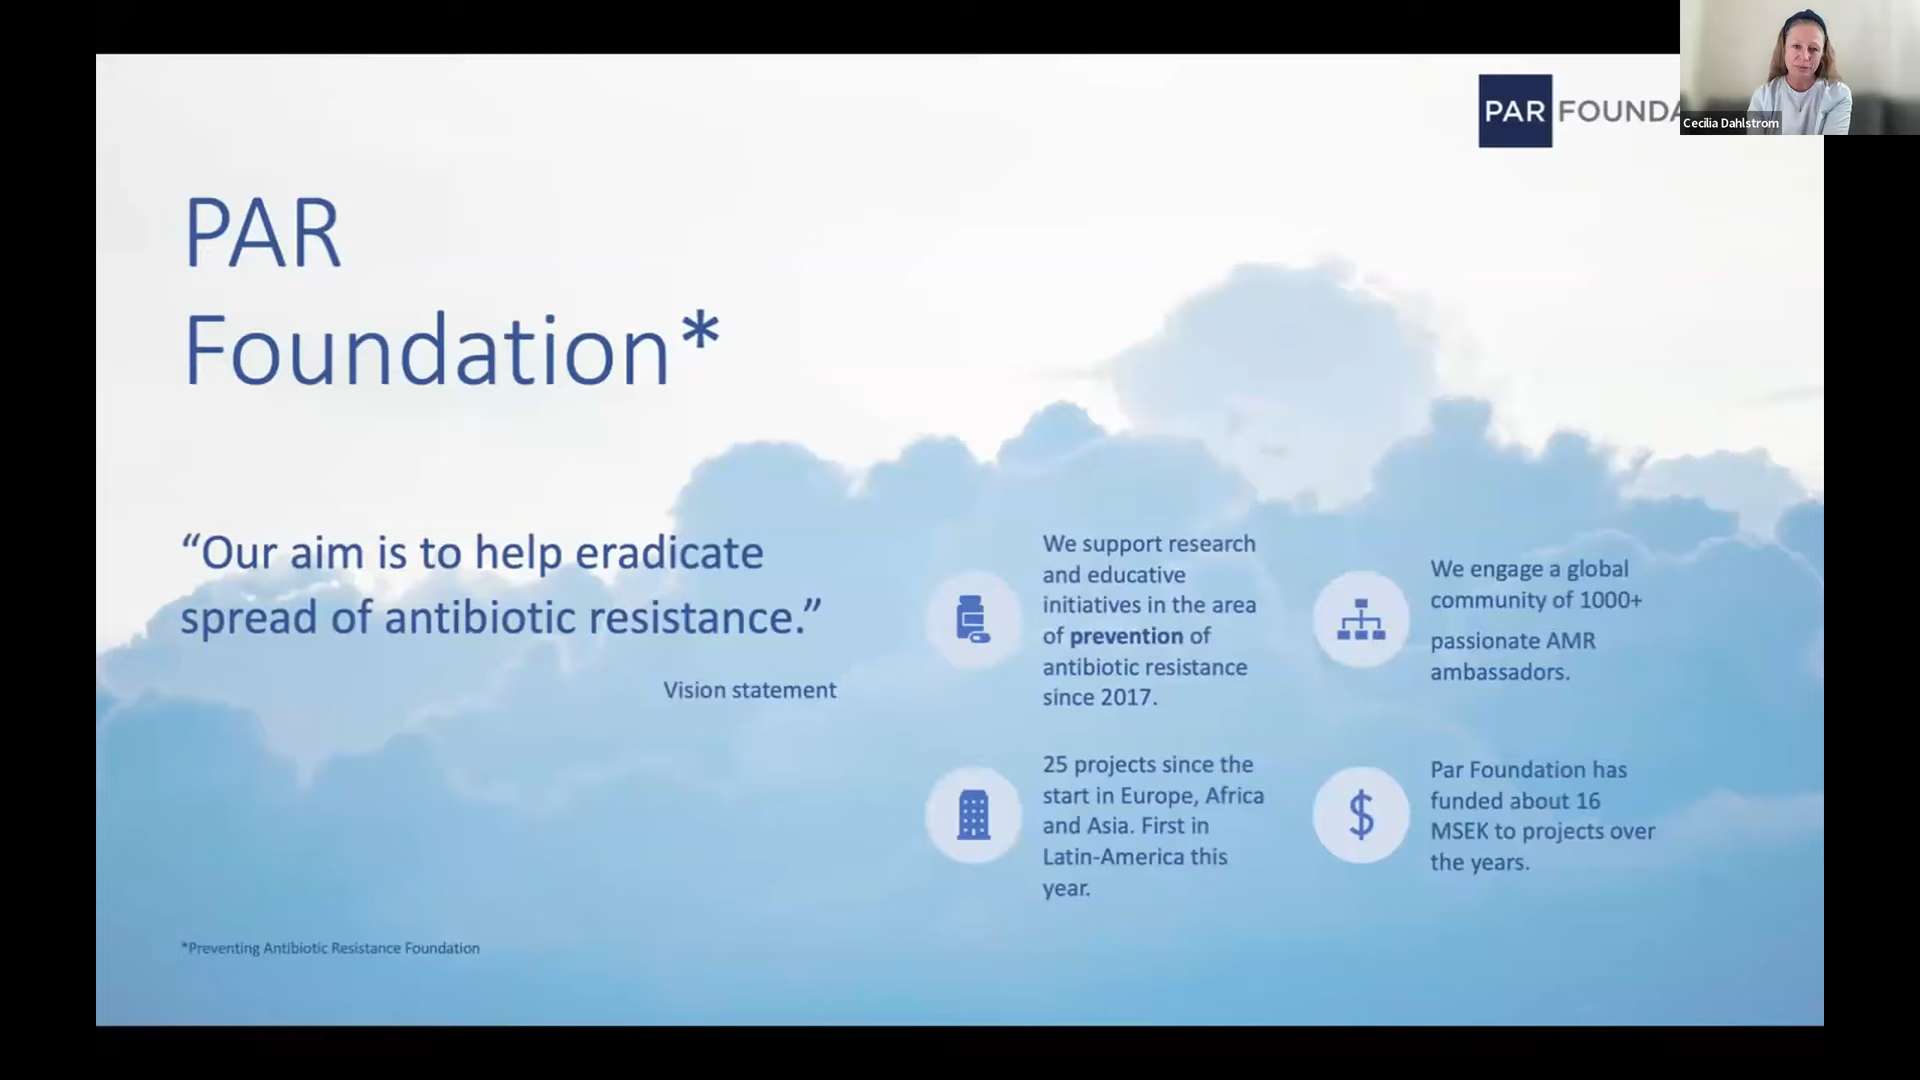 PAR FOUNDA
Cecilia Dahlstrom
PAR
Foundation*
“Our aim is to help eradicate
spread of antibiotic resistance.”
Vision statement
We support research
and educative
initiatives in the area
of prevention of
antibiotic resistance
since 2017.
We engage a global
community of 1000+
passionate AMR
ambassadors.
25 projects since the
start in Europe, Africa
and Asia. First in
Latin-America this
year.
$
Par Foundation has
funded about 16
MSEK to projects over
the years.
*Preventing Antibiotic Resistance Foundation